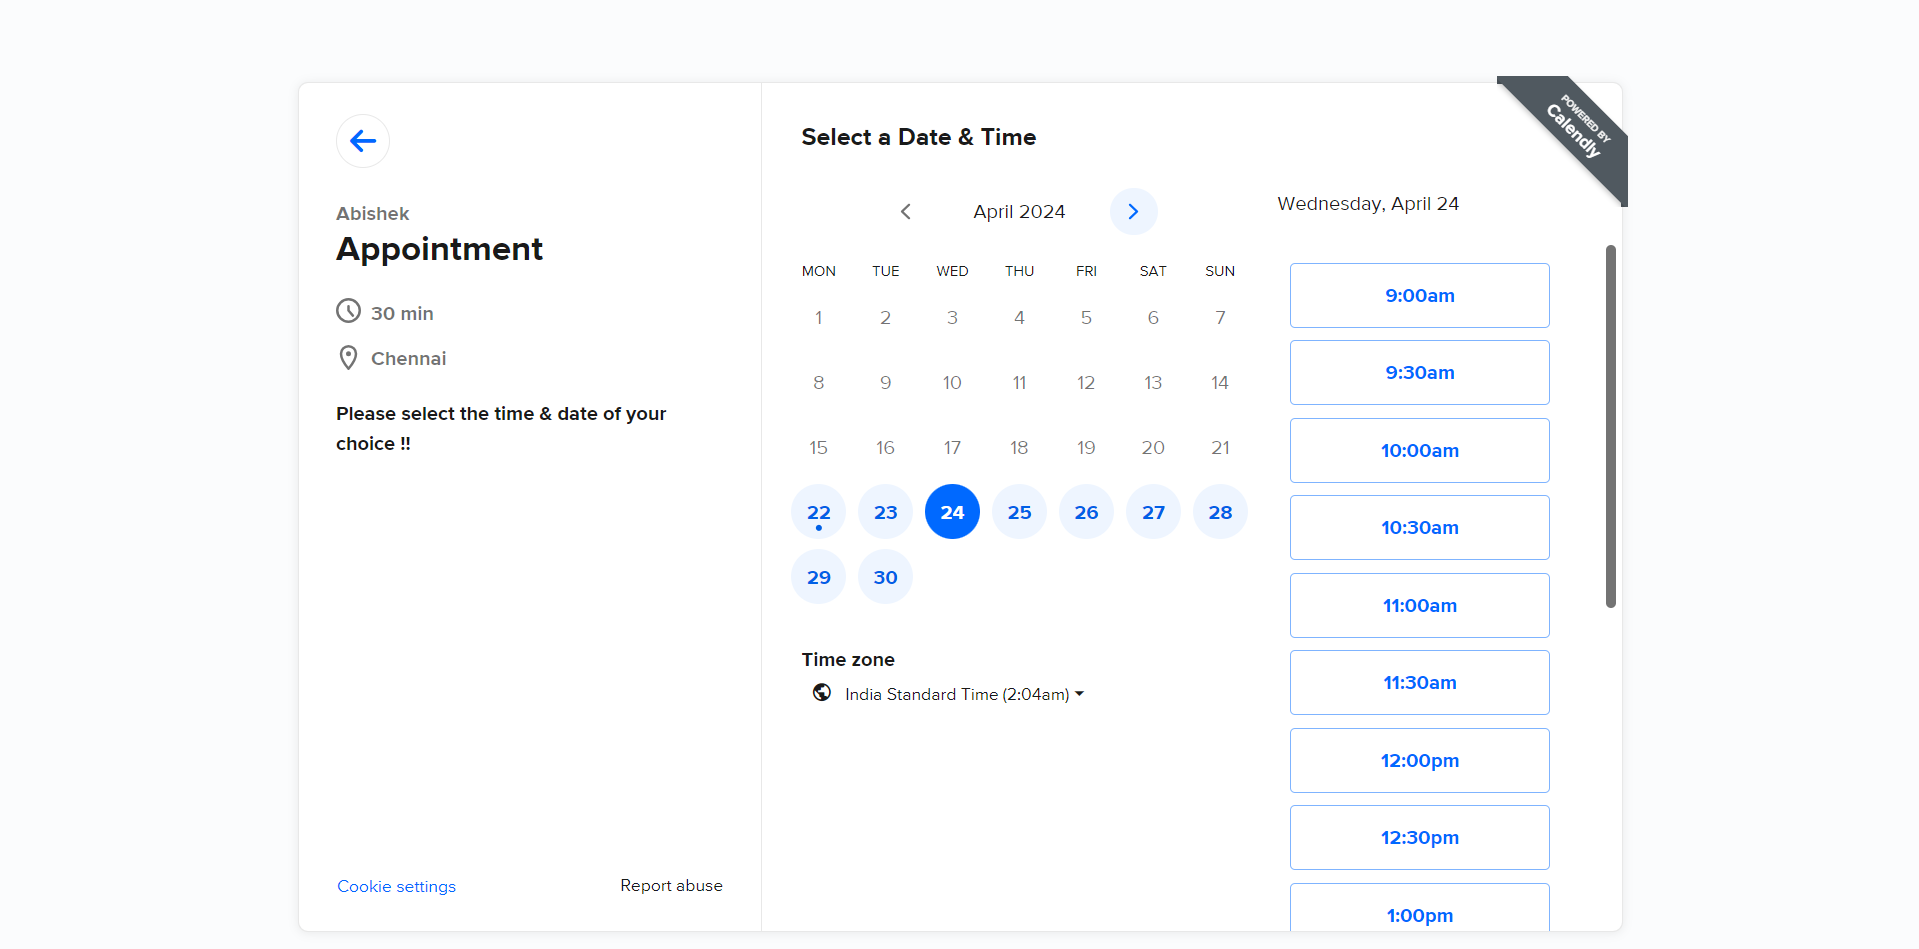 Abishek
Appointment
30 min
Chennai
Please select the time & date of your
choice !!
Cookie settings
Report abuse
Select a Date & Time
April 2024
MON TUE WED THU FRI SAT SUN
1 2 3 4 5 6 7
8 9 10 11 12 13 14
15 16 17 18 19 20 21
22 23 24 25 26 27 28
29 30
Time zone
India Standard Time (2:04am)
Wednesday, April 24
9:00am
9:30am
10:00am
10:30am
11:00am
11:30am
12:00pm
12:30pm
1:00pm
POWERED BY
Calendly